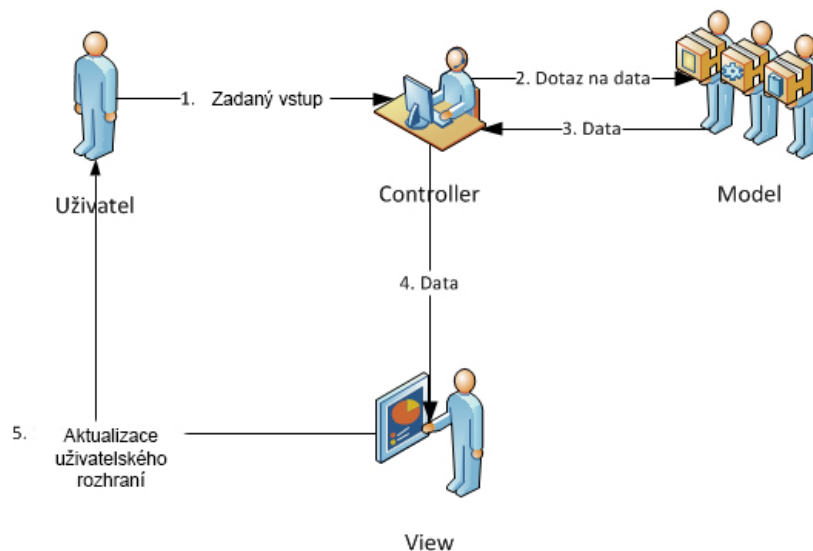 1. Zadaný vstup
2. Dotaz na data
3. Data
Uživatel
Controller
Model
4. Data
5. Aktualizace
uživatelského
rozhraní
View